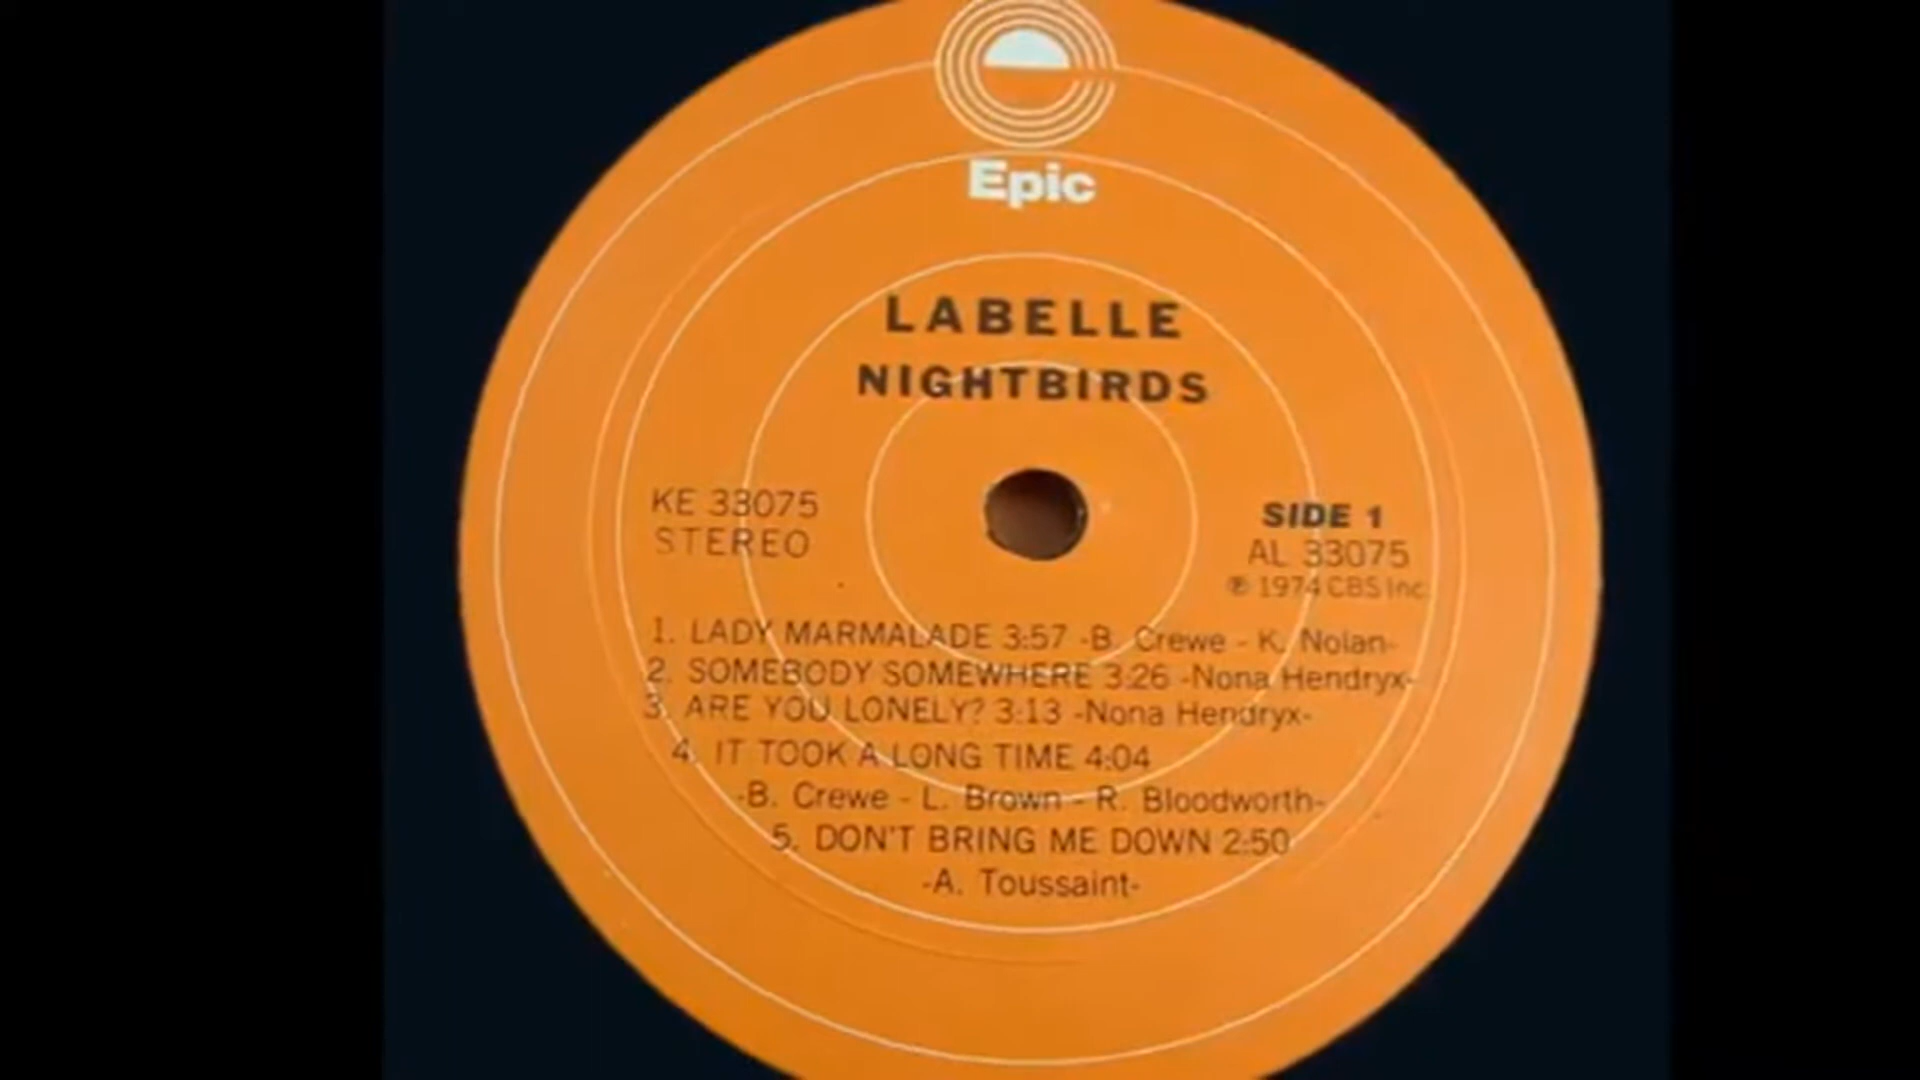 Epic
LABELLE
NIGHTBIRDS
KE 33075
STEREO
SIDE 1
AL 33075
℗ 1974 CBS Inc.
1. LADY MARMALADE 3:57 -B. Crewe - K. Nolan-
2. SOMEBODY SOMEWHERE 3:26 -Nona Hendryx-
3. ARE YOU LONELY? 3:13 -Nona Hendryx-
4. IT TOOK A LONG TIME 4:04
-B. Crewe - L. Brown - R. Bloodworth-
5. DON'T BRING ME DOWN 2:50
-A. Toussaint-